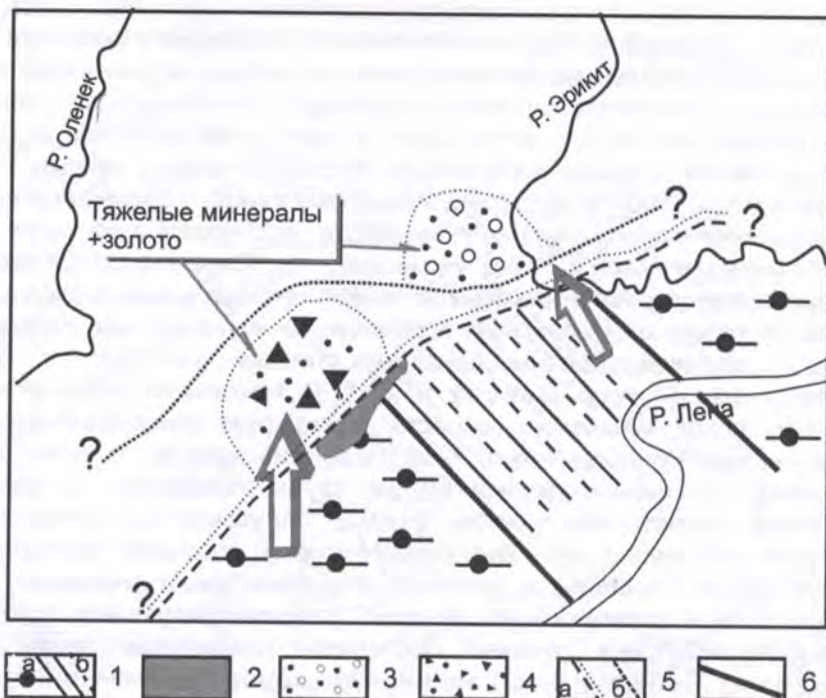 Р. Оленек
Р. Эрикит
Тяжелые минералы
+золото
?
?
?
?
Р. Лена
а б 1 2 3 4 а б 5 6